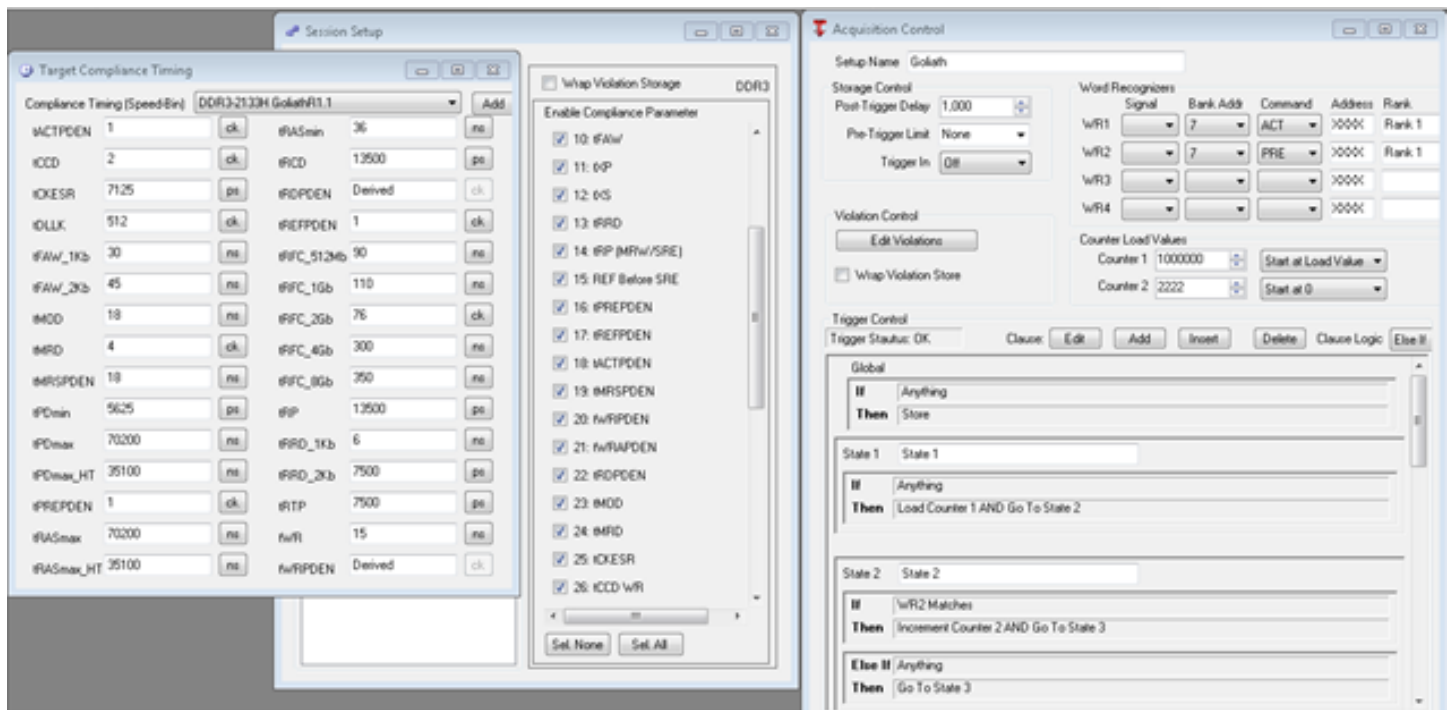 Target Compliance Timing
Compliance Timing (Speed-Bin) DDR3-2133H GoliathR1.1 Add
tACTPDEN 1 ck tRASmin 36 ns
tCCD 2 ck tRCD 13500 ps
tCKESR 7125 ps tRDPDEN Derived ck
tDLLK 512 ck tREFPDEN 1 ck
tFAW_1Kb 30 ns tRFC_512Mb 90 ns
tFAW_2Kb 45 ns tRFC_1Gb 110 ns
tMOD 18 ns tRFC_2Gb 76 ck
tMRD 4 ck tRFC_4Gb 300 ns
tMRSPDEN 18 ns tRFC_8Gb 350 ns
tPDmin 5625 ps tRP 13500 ps
tPDmax 70200 ns tRRD_1Kb 6 ns
tPDmax_HT 35100 ns tRRD_2Kb 7500 ps
tPREPDEN 1 ck tRTP 7500 ps
tRASmax 70200 ns tWR 15 ns
tRASmax_HT 35100 ns tWRPDEN Derived ck
Session Setup
Wrap Violation Storage DDR3
Enable Compliance Parameter
10: tFAW
11: tXP
12: tXS
13: tRRD
14: tRP (MRW/SRE)
15: REF Before SRE
16: tPREPDEN
17: tREFPDEN
18: tACTPDEN
19: tMRSPDEN
20: tWRPDEN
21: tWRAPDEN
22: tRDPDEN
23: tMOD
24: tMRD
25: tCKESR
26: tCCD WR
Sel. None Sel. All
Acquisition Control
Setup Name Goliath
Storage Control
Post-Trigger Delay 1,000
Pre-Trigger Limit None
Trigger In Off
Word Recognizers
Signal Bank Addr Command Address Rank
WR1 7 ACT XXXX Rank 1
WR2 7 PRE XXXX Rank 1
WR3 XXXX
WR4 XXXX
Violation Control
Edit Violations
Wrap Violation Store
Counter Load Values
Counter 1 1000000 Start at Load Value
Counter 2 2222 Start at 0
Trigger Control
Trigger Stautus: OK Clause: Edit Add Insert Delete Clause Logic Else If
Global
If Anything
Then Store
State 1 State 1
If Anything
Then Load Counter 1 AND Go To State 2
State 2 State 2
If WR2 Matches
Then Increment Counter 2 AND Go To State 3
Else If Anything
Then Go To State 3